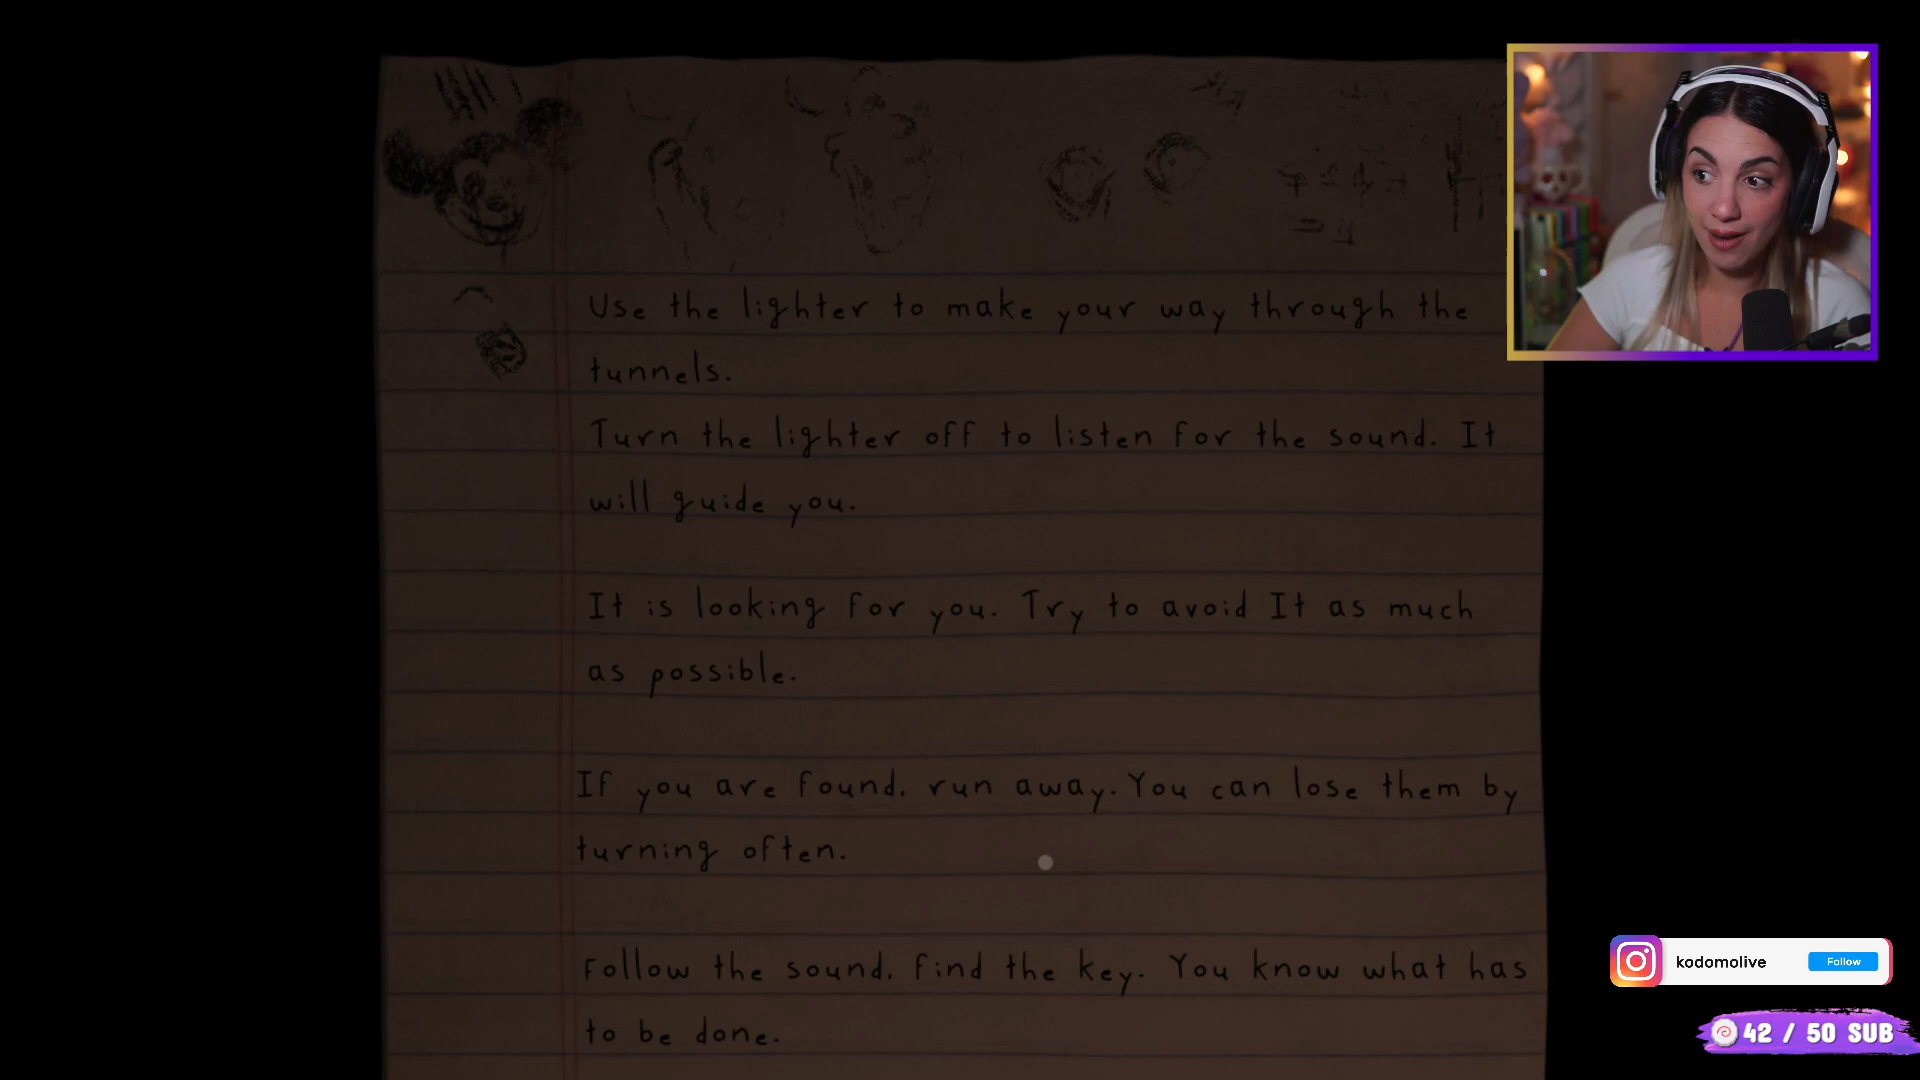 Use the lighter to make your way through the
tunnels.
Turn the lighter off to listen for the sound. It
will guide you.
It is looking for you. Try to avoid It as much
as possible.
If you are found, run away. You can lose them by
turning often.
Follow the sound, find the key. You know what has
to be done.
kodomolive
Follow
42 / 50 SUB